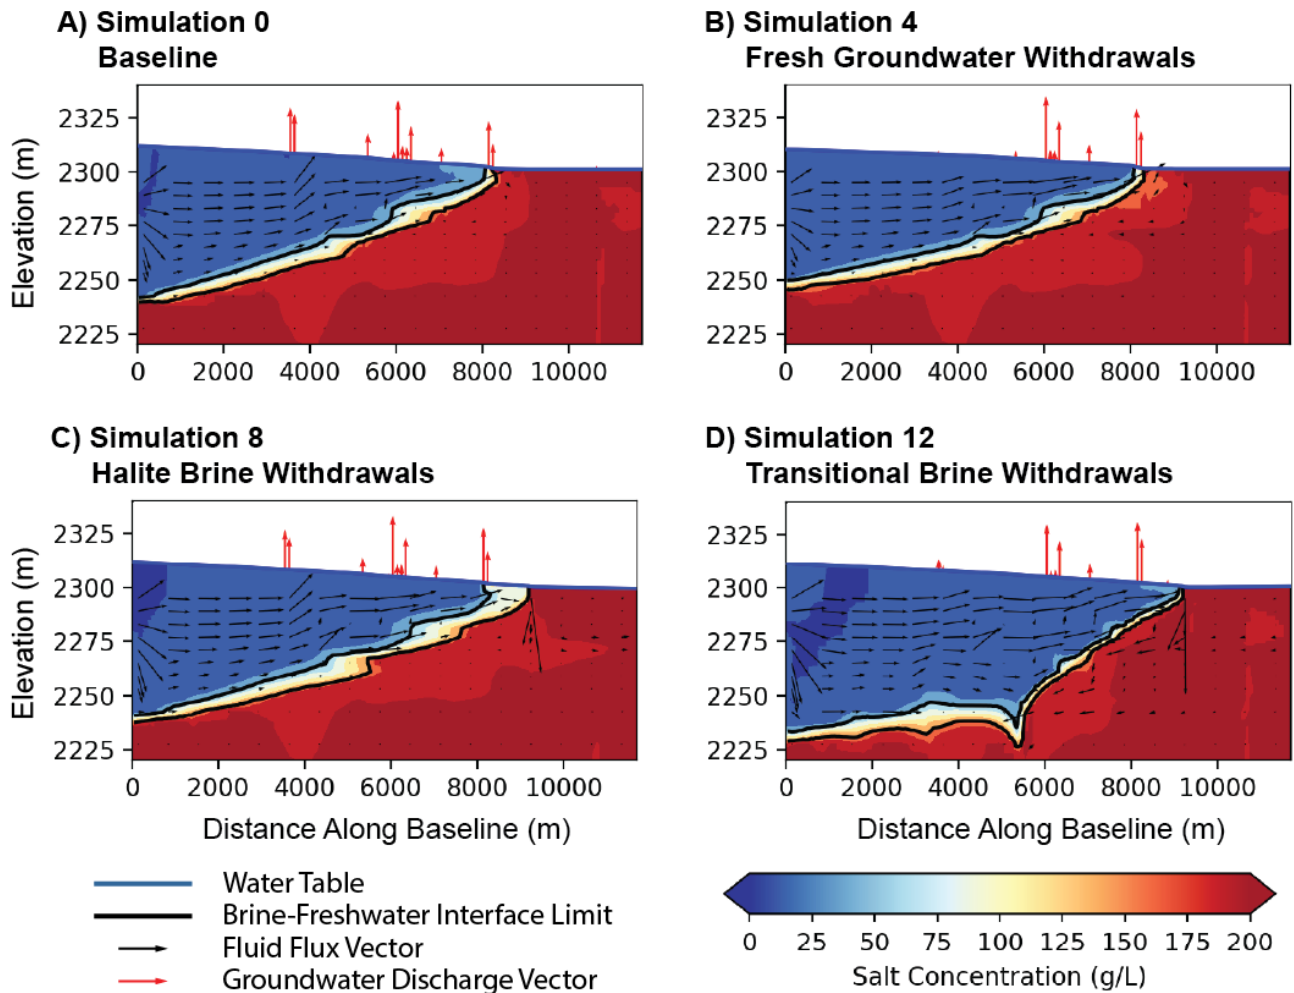 A) Simulation 0
Baseline
B) Simulation 4
Fresh Groundwater Withdrawals
Elevation (m)
2325
2300
2275
2250
2225
0 2000 4000 6000 8000 10000
2325
2300
2275
2250
2225
0 2000 4000 6000 8000 10000
C) Simulation 8
Halite Brine Withdrawals
D) Simulation 12
Transitional Brine Withdrawals
Elevation (m)
2325
2300
2275
2250
2225
0 2000 4000 6000 8000 10000
Distance Along Baseline (m)
2325
2300
2275
2250
2225
0 2000 4000 6000 8000 10000
Distance Along Baseline (m)
Water Table
Brine-Freshwater Interface Limit
Fluid Flux Vector
Groundwater Discharge Vector
0 25 50 75 100 125 150 175 200
Salt Concentration (g/L)